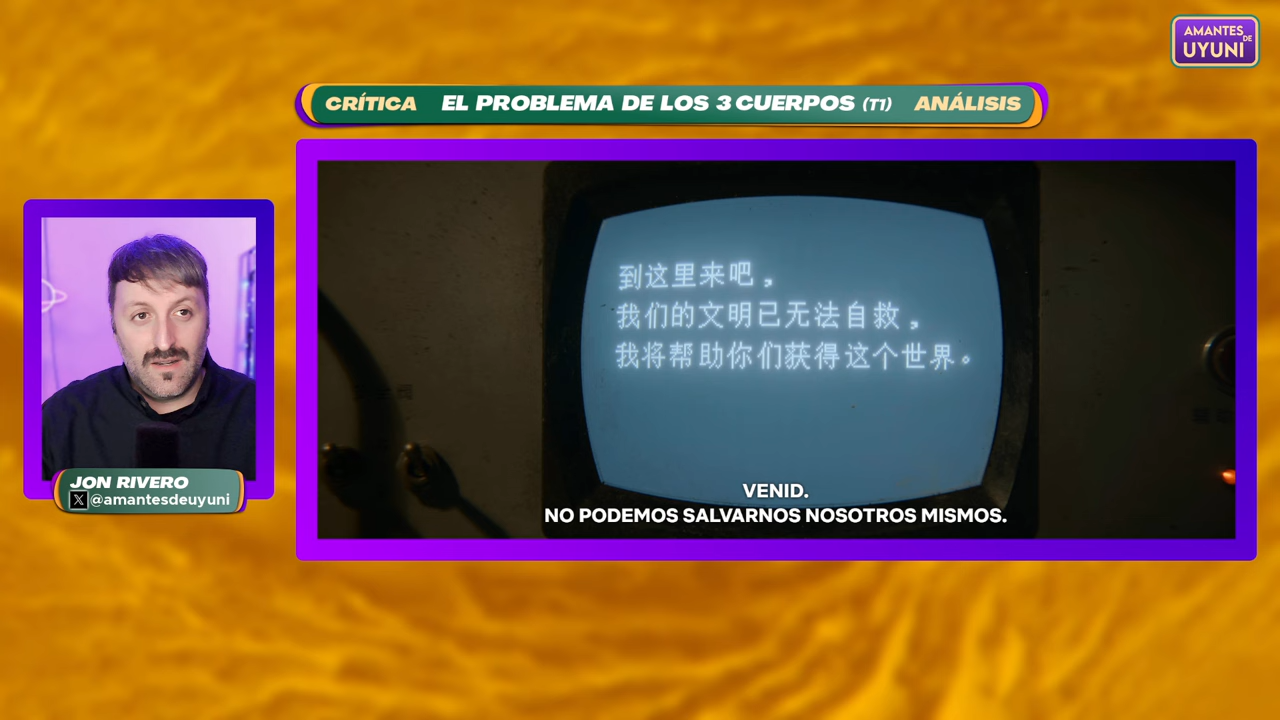 AMANTES DE UYUNI
CRÍTICA EL PROBLEMA DE LOS 3 CUERPOS (T1) ANÁLISIS
到这里来吧，
我们的文明已无法自救，
我将帮助你们获得这个世界。
VENID.
NO PODEMOS SALVARNOS NOSOTROS MISMOS.
JON RIVERO
X @amantesdeuyuni